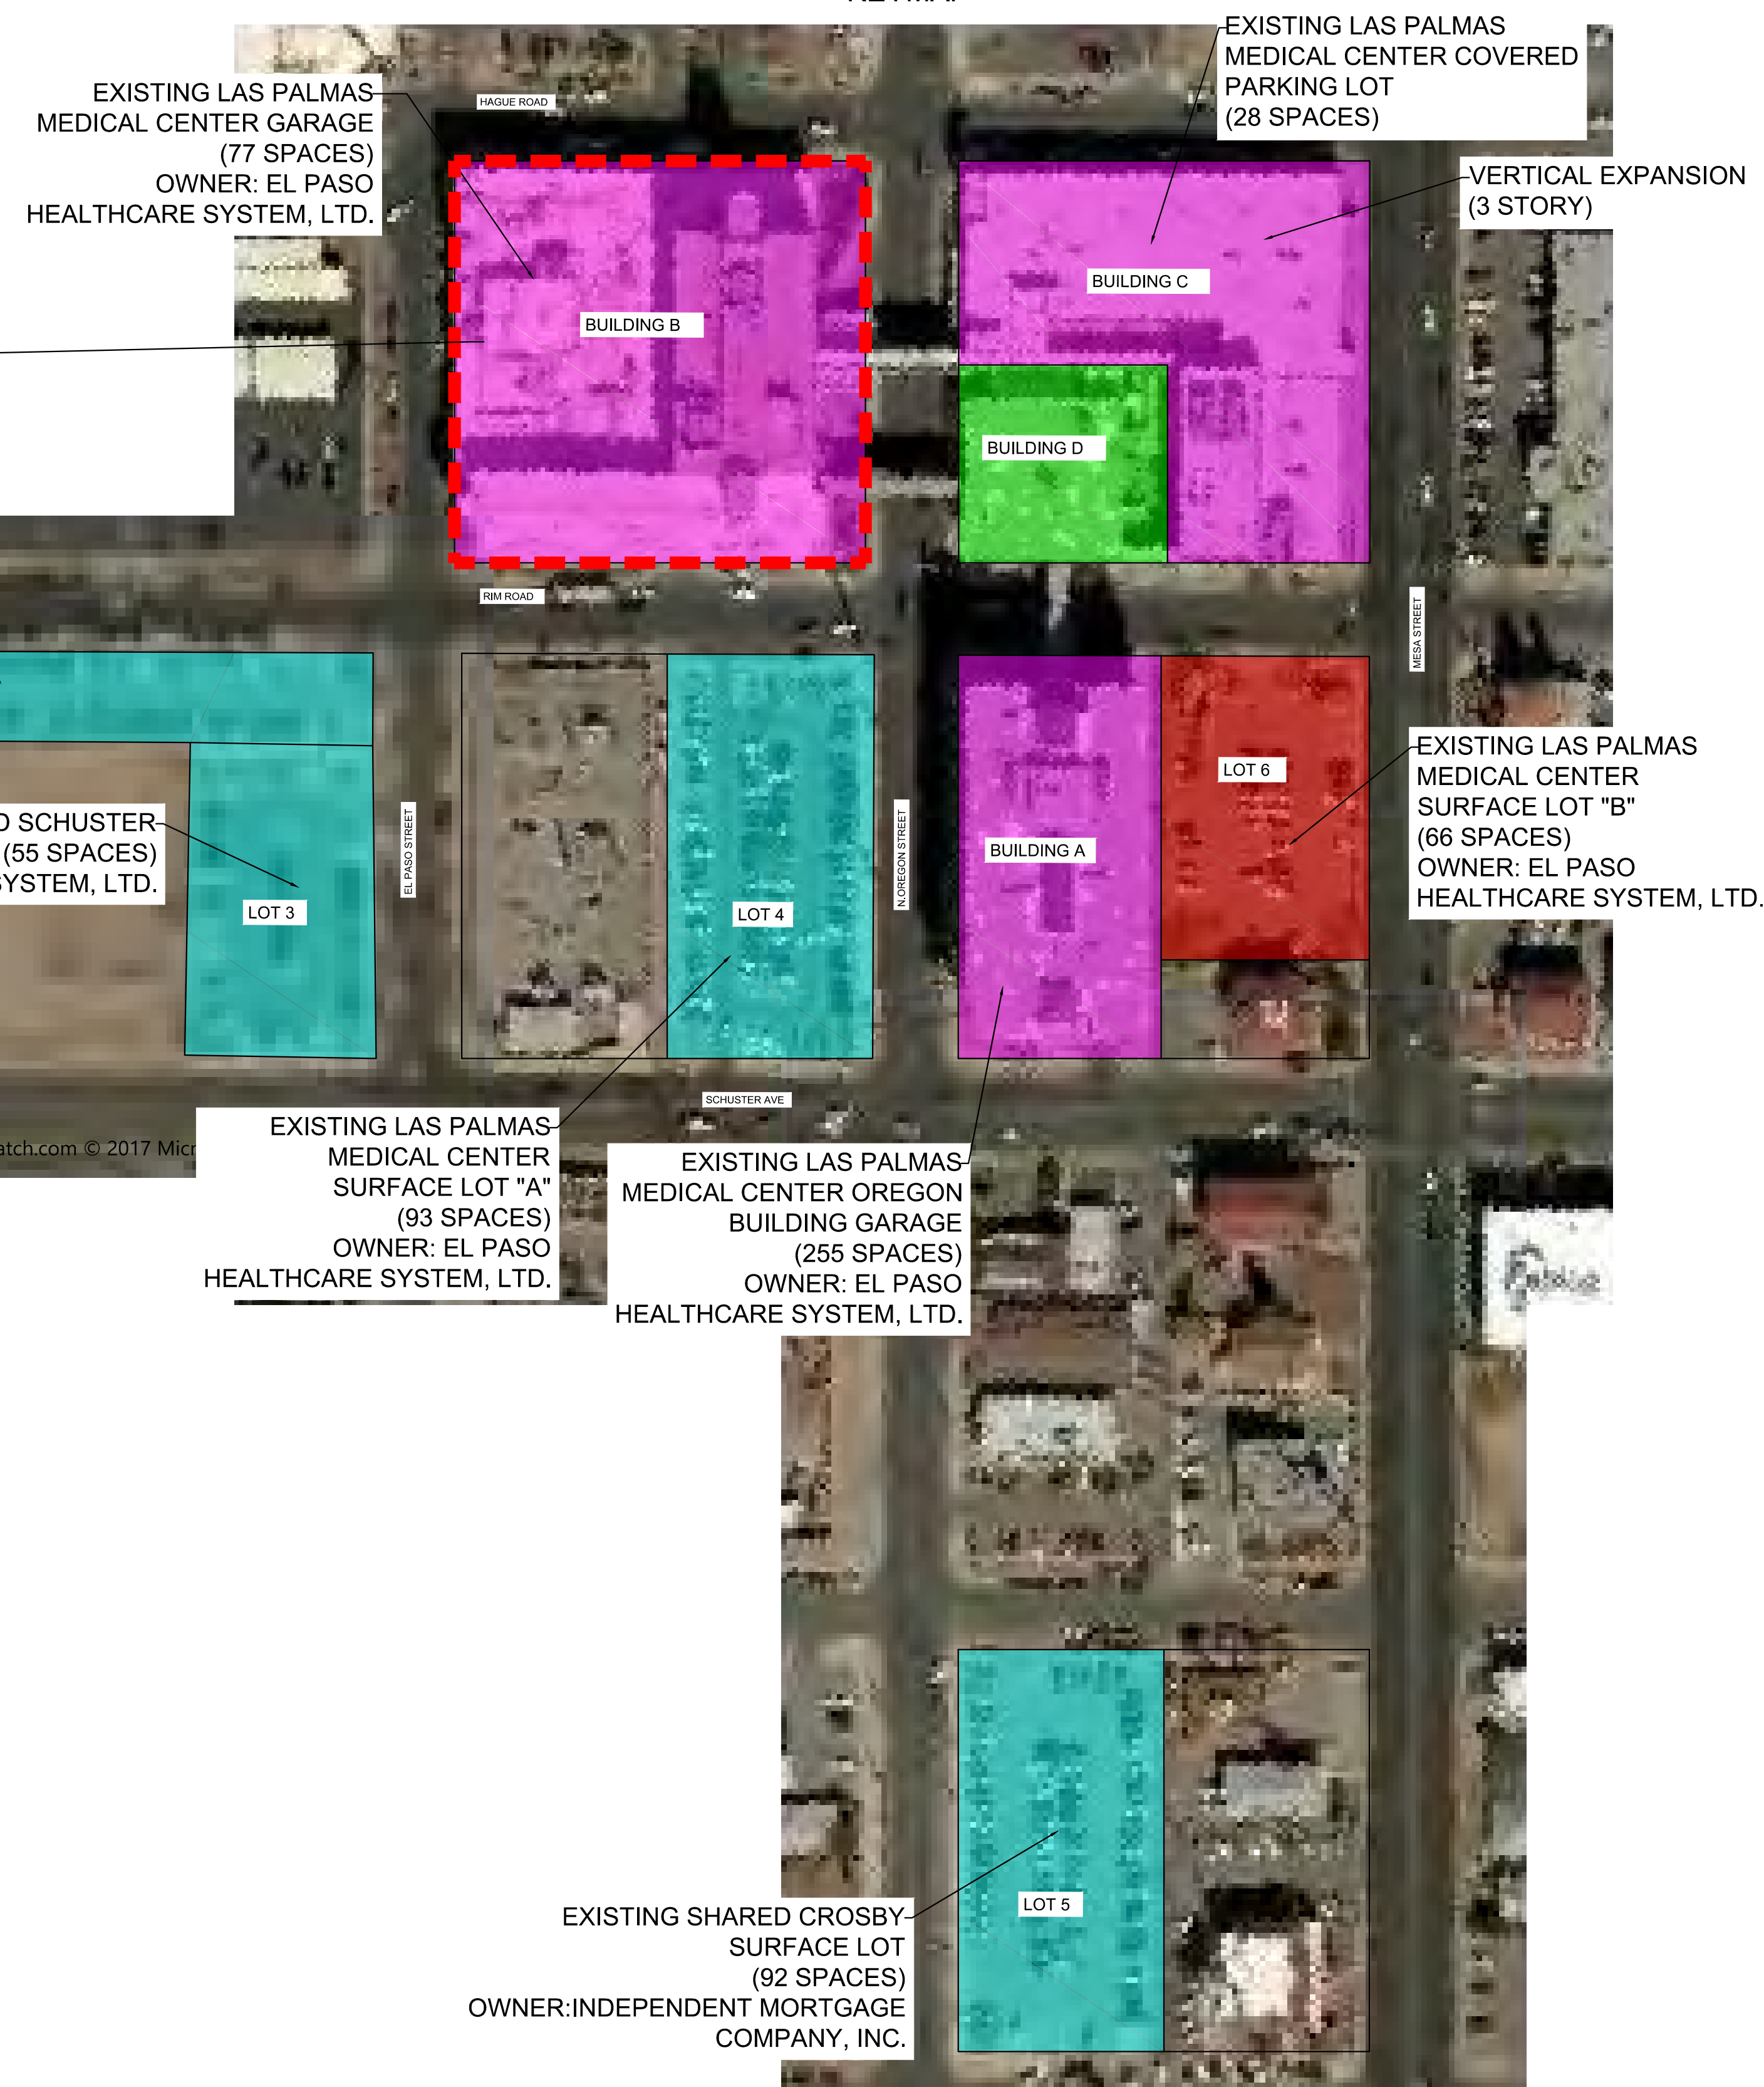 EXISTING LAS PALMAS
MEDICAL CENTER COVERED
PARKING LOT
(28 SPACES)
EXISTING LAS PALMAS
MEDICAL CENTER GARAGE
(77 SPACES)
OWNER: EL PASO
HEALTHCARE SYSTEM, LTD.
HAGUE ROAD
VERTICAL EXPANSION
(3 STORY)
BUILDING C
BUILDING B
BUILDING D
RIM ROAD
MESA STREET
LOT 6
EXISTING LAS PALMAS
MEDICAL CENTER
SURFACE LOT "B"
(66 SPACES)
OWNER: EL PASO
HEALTHCARE SYSTEM, LTD.
SCHUSTER
(55 SPACES)
SYSTEM, LTD.
EL PASO STREET
N.OREGON STREET
BUILDING A
LOT 3
LOT 4
SCHUSTER AVE
atch.com © 2017 Micr
EXISTING LAS PALMAS
MEDICAL CENTER
SURFACE LOT "A"
(93 SPACES)
OWNER: EL PASO
HEALTHCARE SYSTEM, LTD.
EXISTING LAS PALMAS
MEDICAL CENTER OREGON
BUILDING GARAGE
(255 SPACES)
OWNER: EL PASO
HEALTHCARE SYSTEM, LTD.
LOT 5
EXISTING SHARED CROSBY
SURFACE LOT
(92 SPACES)
OWNER:INDEPENDENT MORTGAGE
COMPANY, INC.